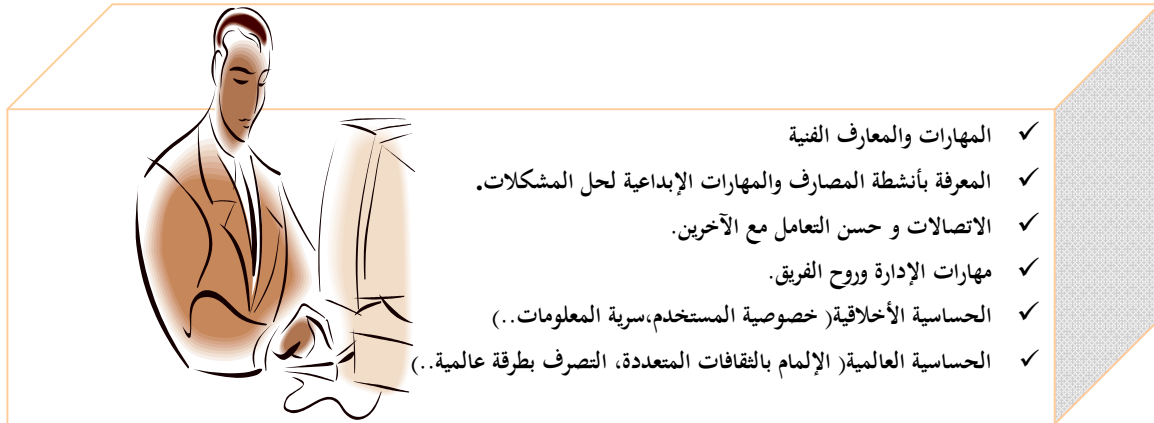 ✓ المهارات والمعارف الفنية
✓ المعرفة بأنشطة المصارف والمهارات الإبداعية لحل المشكلات.
✓ الاتصالات و حسن التعامل مع الآخرين.
✓ مهارات الإدارة وروح الفريق.
✓ الحساسية الأخلاقية( خصوصية المستخدم،سرية المعلومات..)
✓ الحساسية العالمية( الإلمام بالثقافات المتعددة، التصرف بطرقة عالمية..)